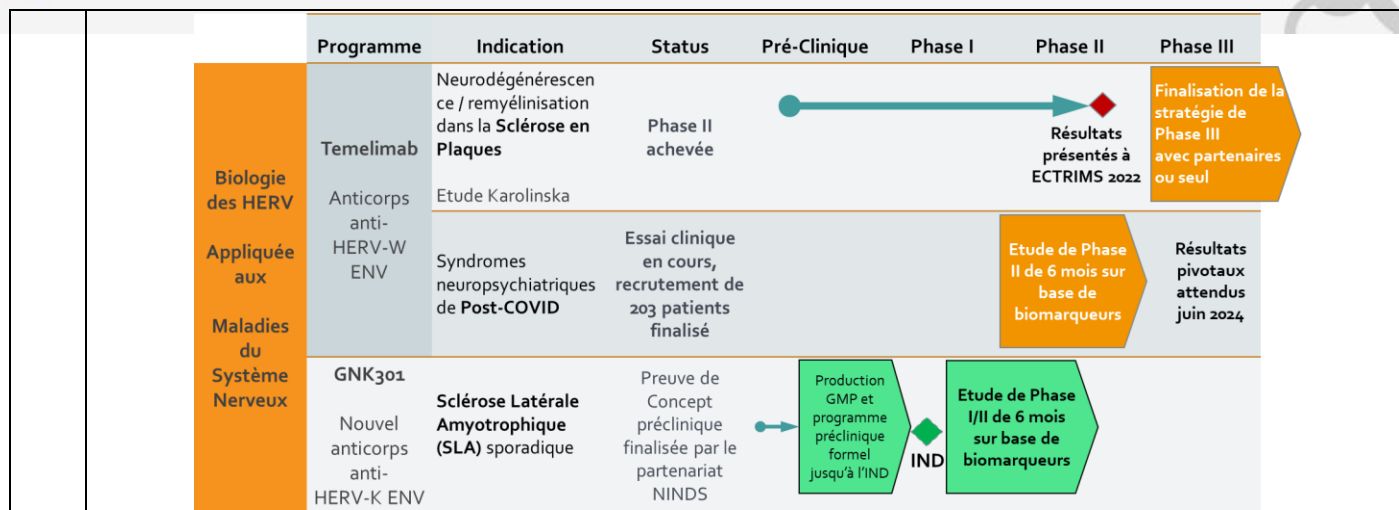 Programme Indication Status Pré-Clinique Phase I Phase II Phase III
Biologie
des HERV
Appliquée
aux
Maladies
du
Système
Nerveux
Temelimab
Anticorps
anti-
HERV-W
ENV
Neurodégénérescen
ce / remyélinisation
dans la Sclérose en
Plaques
Etude Karolinska
Phase II
achevée
Résultats
présentés à
ECTRIMS 2022
Finalisation de la
stratégie de
Phase III
avec partenaires
ou seul
Syndromes
neuropsychiatriques
de Post-COVID
Essai clinique
en cours,
recrutement de
203 patients
finalisé
Etude de Phase
II de 6 mois sur
base de
biomarqueurs
Résultats
pivotaux
attendus
juin 2024
GNK301
Nouvel
anticorps
anti-
HERV-K ENV
Sclérose Latérale
Amyotrophique
(SLA) sporadique
Preuve de
Concept
préclinique
finalisée par le
partenariat
NINDS
Production
GMP et
programme
préclinique
formel
jusqu'à l'IND
IND
Etude de Phase
I/II de 6 mois
sur base de
biomarqueurs